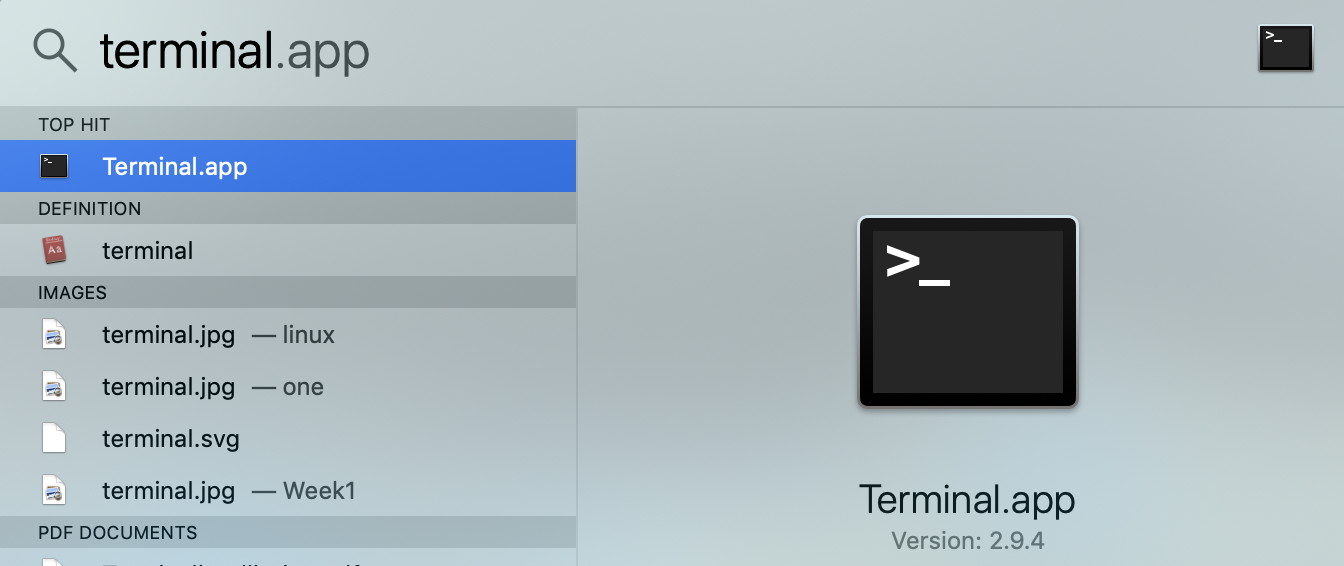 terminal.app
>_
TOP HIT
>_ Terminal.app
DEFINITION
Aa terminal
IMAGES
terminal.jpg — linux
terminal.jpg — one
terminal.svg
terminal.jpg — Week1
PDF DOCUMENTS
>_
Terminal.app
Version: 2.9.4